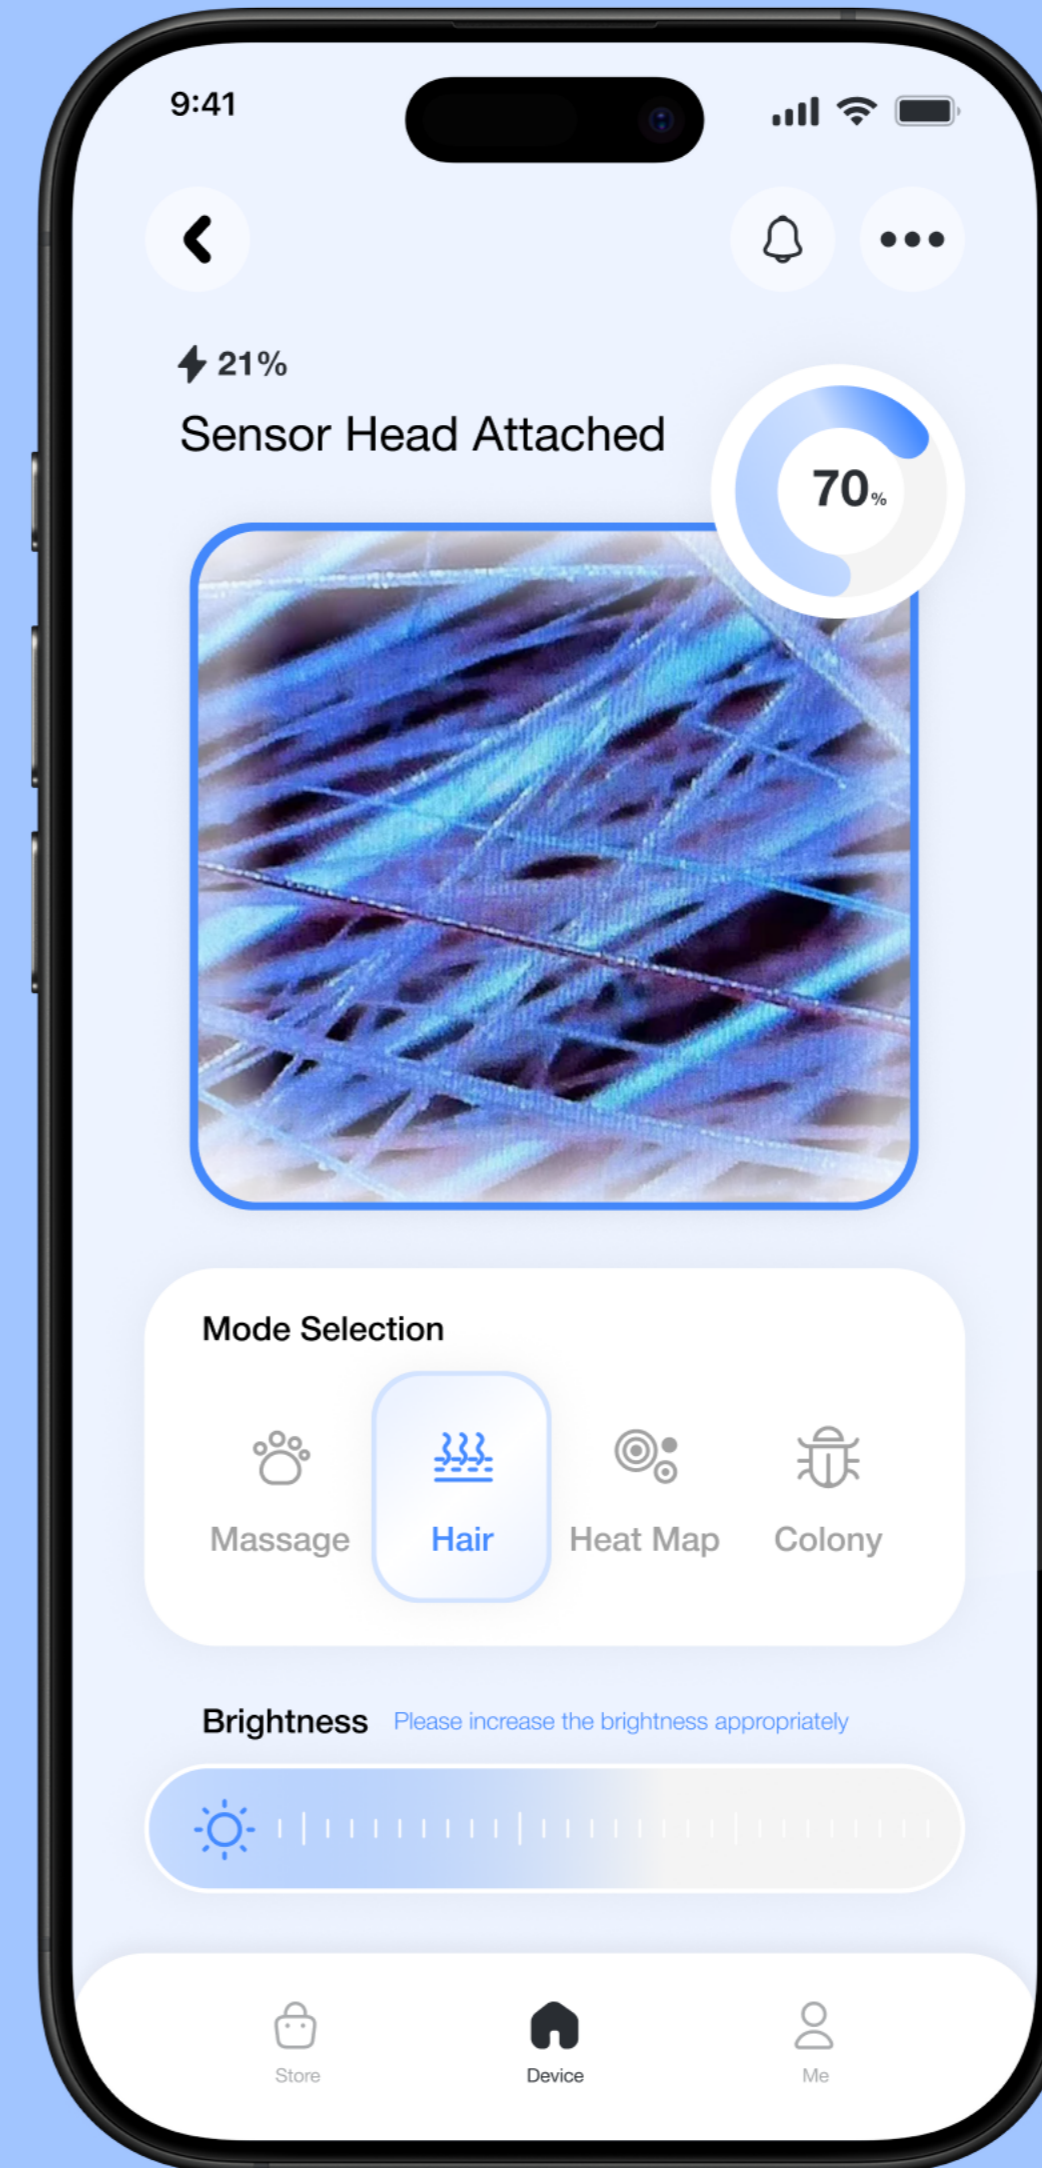 9:41
21%
Sensor Head Attached
70%
Mode Selection
Massage
Hair
Heat Map
Colony
Brightness
Please increase the brightness appropriately
Store
Device
Me